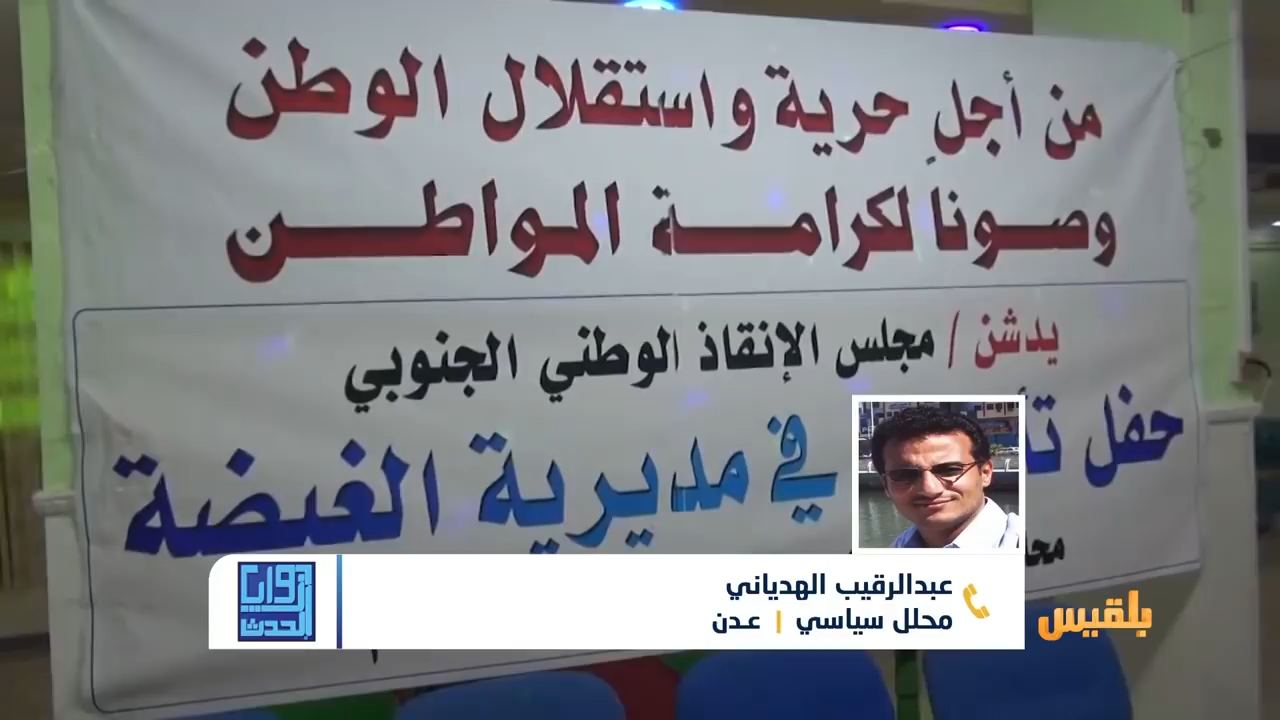 من أجلِ حرية واستقلال الوطن
وصوناً لكرامة المواطن
يدشن / مجلس الإنقاذ الوطني الجنوبي
حفل في مديرية الغيضة
عبدالرقيب الهدياني
محلل سياسي | عدن
بلقيس
زوايا الحدث